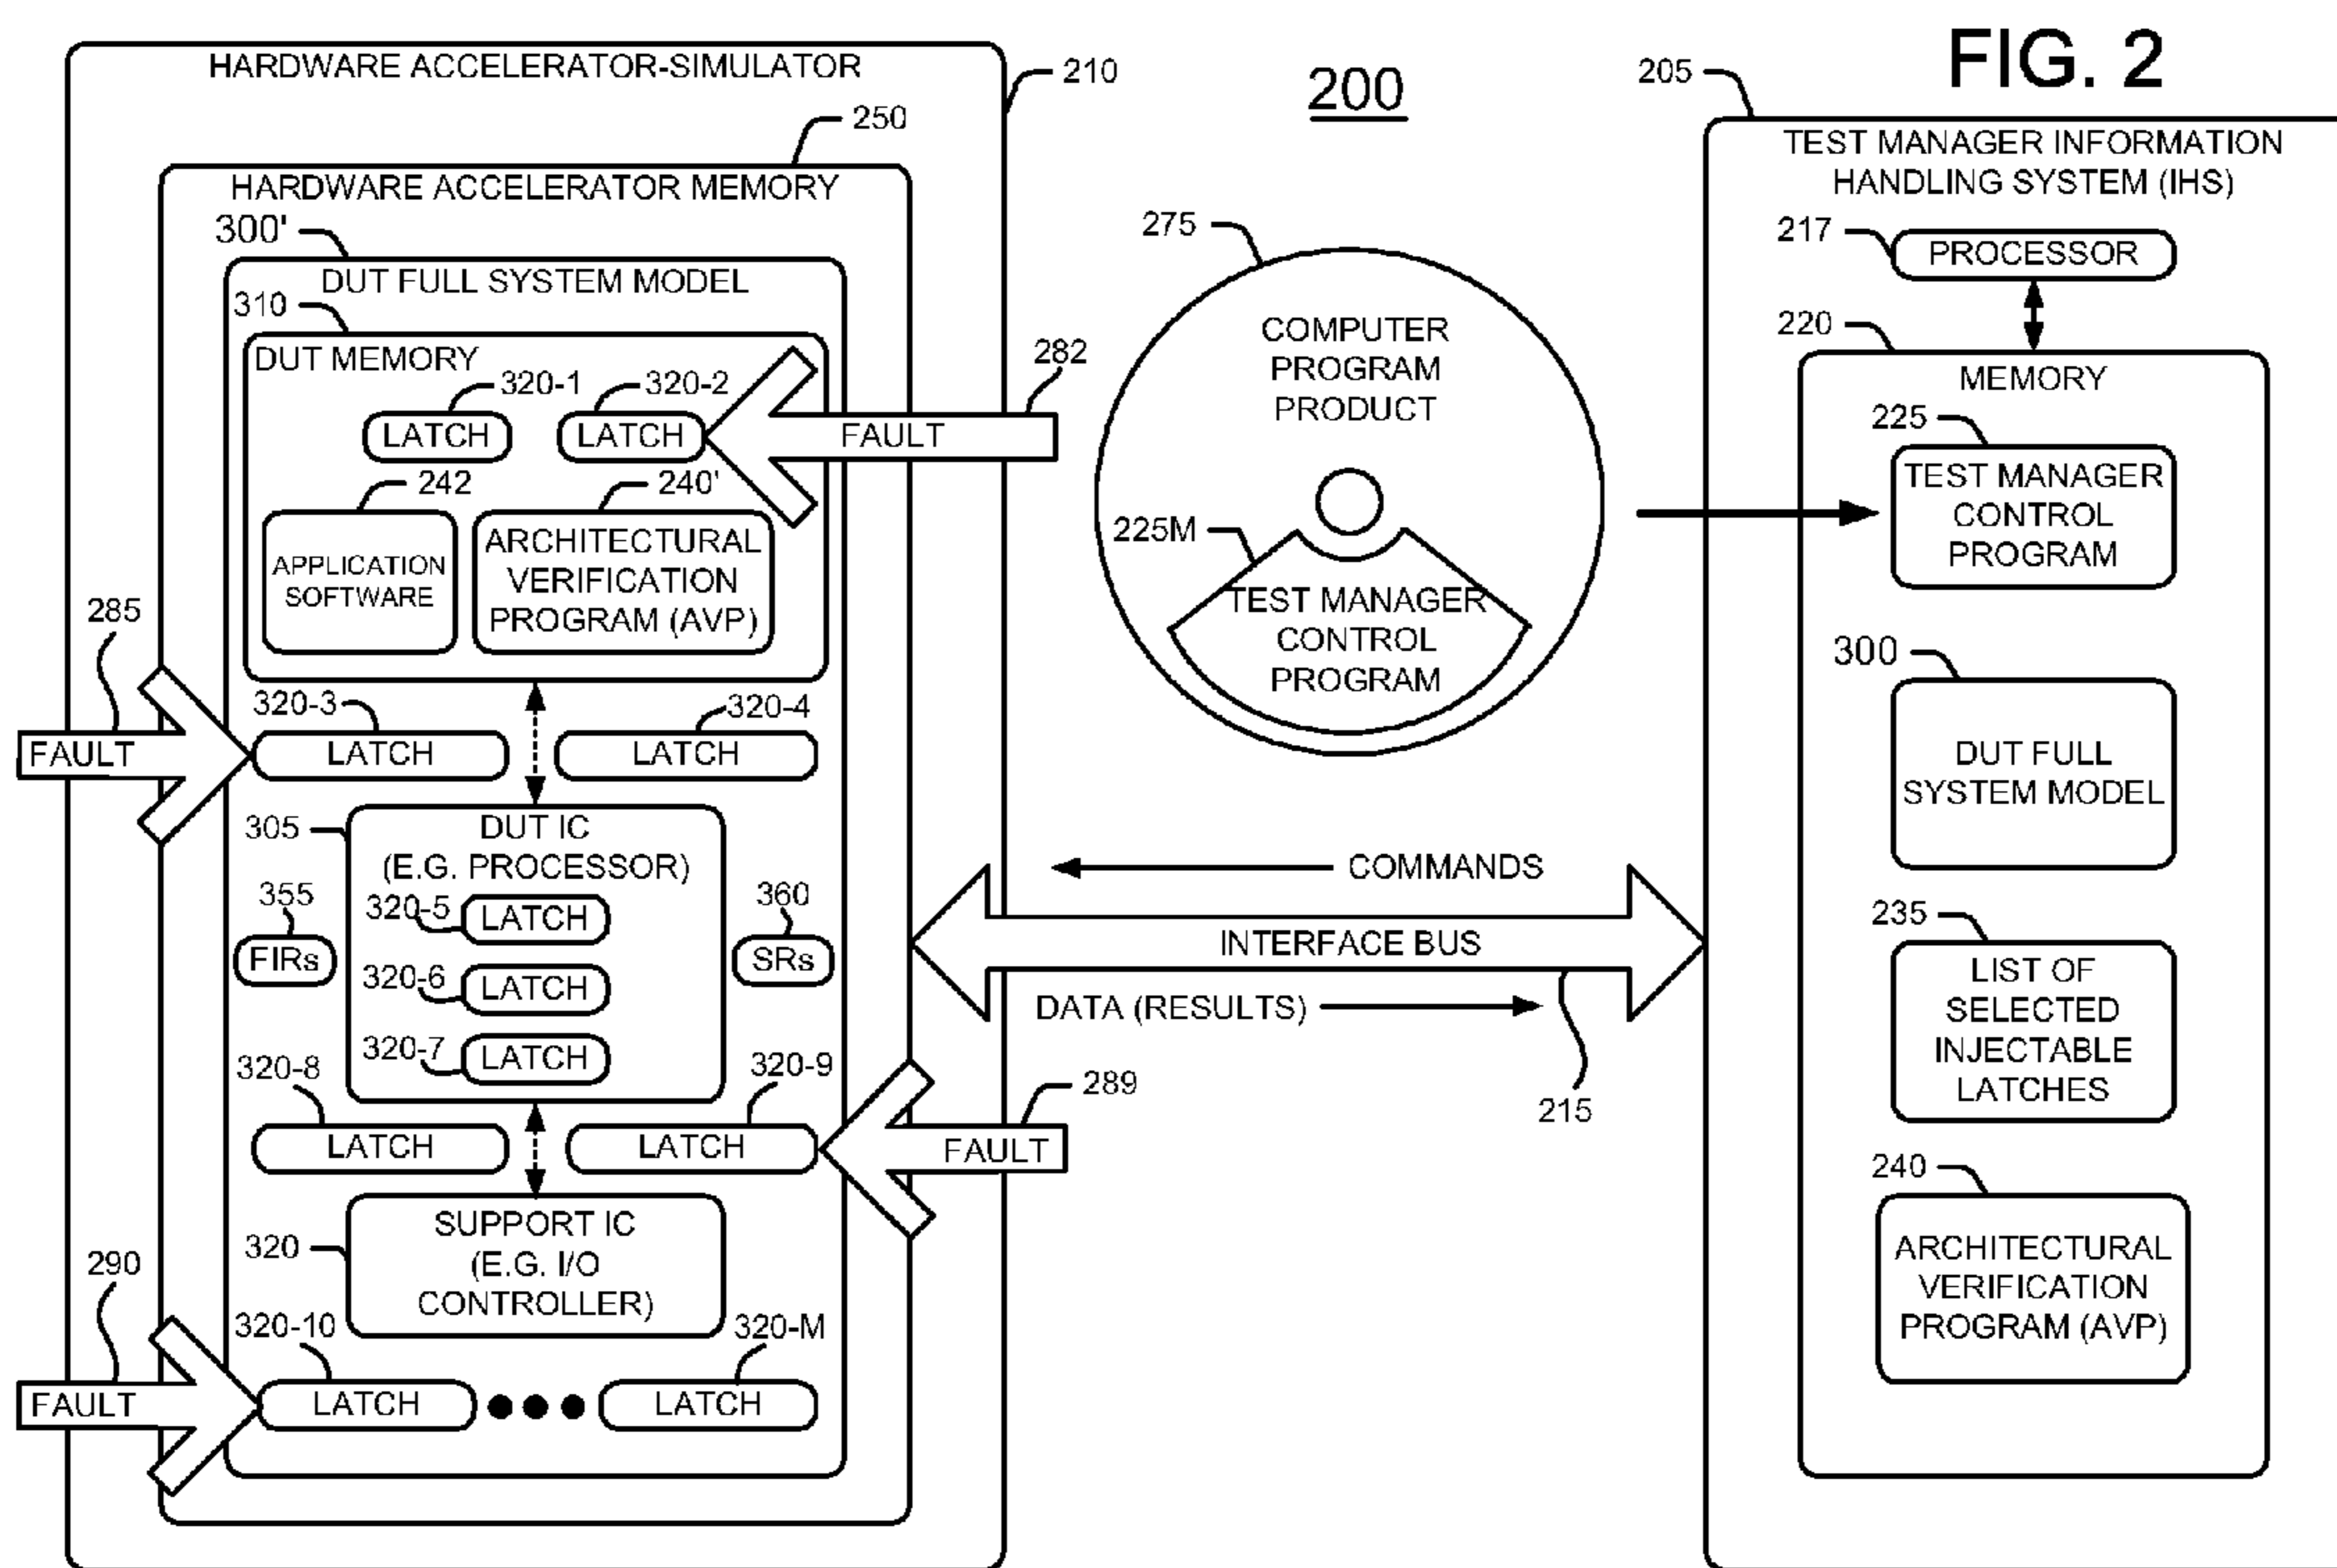 FIG. 2
200
HARDWARE ACCELERATOR-SIMULATOR
210
250
HARDWARE ACCELERATOR MEMORY
300'
DUT FULL SYSTEM MODEL
310
DUT MEMORY
320-1
320-2
LATCH
LATCH
282
FAULT
242
240'
APPLICATION
SOFTWARE
ARCHITECTURAL
VERIFICATION
PROGRAM (AVP)
285
FAULT
320-3
320-4
LATCH
LATCH
305
DUT IC
(E.G. PROCESSOR)
355
FIRs
360
SRs
320-5
LATCH
320-6
LATCH
320-7
LATCH
320-8
320-9
LATCH
LATCH
289
FAULT
320
SUPPORT IC
(E.G. I/O
CONTROLLER)
290
FAULT
320-10
320-M
LATCH
LATCH
275
COMPUTER
PROGRAM
PRODUCT
225M
TEST MANAGER
CONTROL
PROGRAM
COMMANDS
INTERFACE BUS
DATA (RESULTS)
215
205
TEST MANAGER INFORMATION
HANDLING SYSTEM (IHS)
217
PROCESSOR
220
MEMORY
225
TEST MANAGER
CONTROL
PROGRAM
300
DUT FULL
SYSTEM MODEL
235
LIST OF
SELECTED
INJECTABLE
LATCHES
240
ARCHITECTURAL
VERIFICATION
PROGRAM (AVP)